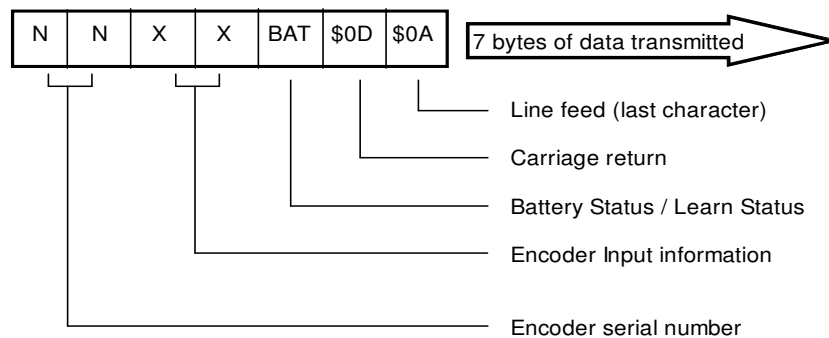 N N X X BAT $0D $0A 7 bytes of data transmitted
Line feed (last character)
Carriage return
Battery Status / Learn Status
Encoder Input information
Encoder serial number